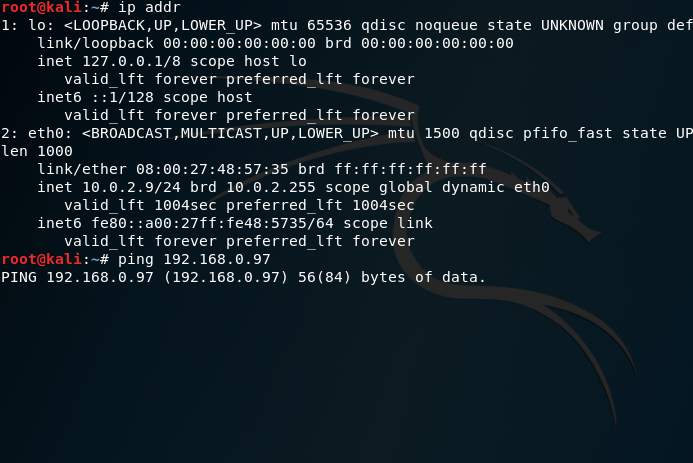 root@kali:~# ip addr
1: lo: <LOOPBACK,UP,LOWER_UP> mtu 65536 qdisc noqueue state UNKNOWN group def
    link/loopback 00:00:00:00:00:00 brd 00:00:00:00:00:00
    inet 127.0.0.1/8 scope host lo
       valid_lft forever preferred_lft forever
    inet6 ::1/128 scope host
       valid_lft forever preferred_lft forever
2: eth0: <BROADCAST,MULTICAST,UP,LOWER_UP> mtu 1500 qdisc pfifo_fast state UP
len 1000
    link/ether 08:00:27:48:57:35 brd ff:ff:ff:ff:ff:ff
    inet 10.0.2.9/24 brd 10.0.2.255 scope global dynamic eth0
       valid_lft 1004sec preferred_lft 1004sec
    inet6 fe80::a00:27ff:fe48:5735/64 scope link
       valid_lft forever preferred_lft forever
root@kali:~# ping 192.168.0.97
PING 192.168.0.97 (192.168.0.97) 56(84) bytes of data.